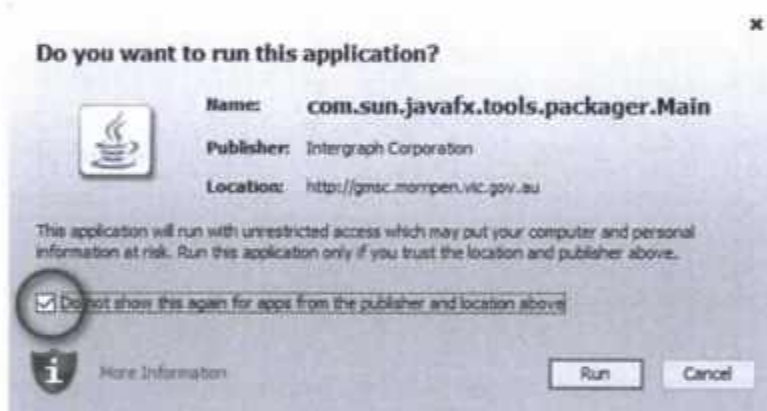 Do you want to run this application?
Name: com.sun.javafx.tools.packager.Main
Publisher: Intergraph Corporation
Location: http://gmsc.mornpen.vic.gov.au
This application will run with unrestricted access which may put your computer and personal
information at risk. Run this application only if you trust the location and publisher above.
Do not show this again for apps from the publisher and location above
More Information
Run
Cancel